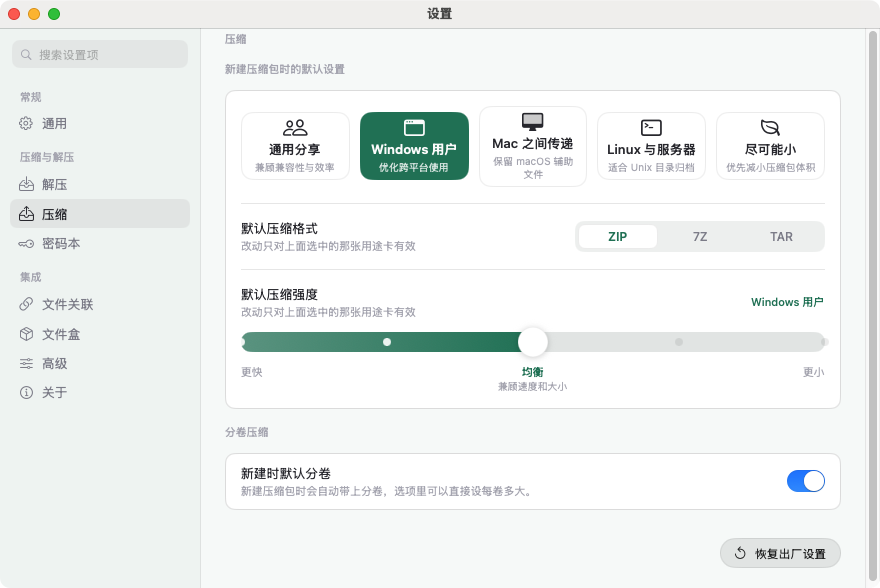 设置
搜索设置项
常规
通用
压缩与解压
解压
压缩
密码本
集成
文件关联
文件盒
高级
关于
压缩
新建压缩包时的默认设置
通用分享
兼顾兼容性与效率
Windows 用户
优化跨平台使用
Mac 之间传递
保留 macOS 辅助
文件
Linux 与服务器
适合 Unix 目录归档
尽可能小
优先减小压缩包体积
默认压缩格式
改动只对上面选中的那张用途卡有效
ZIP
7Z
TAR
默认压缩强度
改动只对上面选中的那张用途卡有效
Windows 用户
更快
均衡
兼顾速度和大小
更小
分卷压缩
新建时默认分卷
新建压缩包时会自动带上分卷，选项里可以直接设每卷多大。
恢复出厂设置